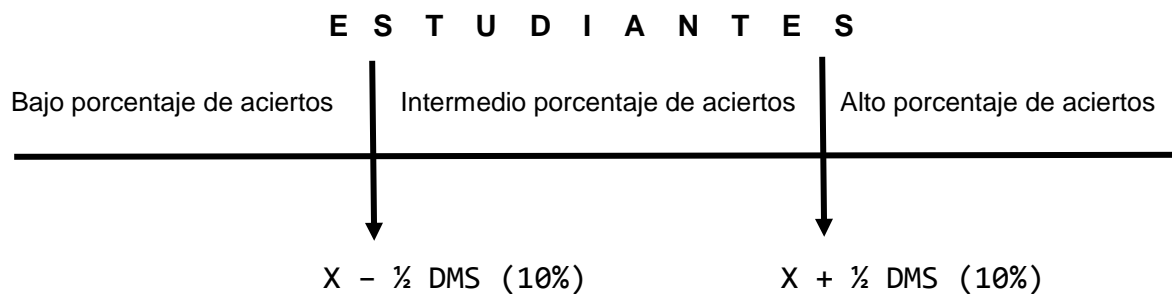 E S T U D I A N T E S
Bajo porcentaje de aciertos Intermedio porcentaje de aciertos Alto porcentaje de aciertos
X – ½ DMS (10%) X + ½ DMS (10%)